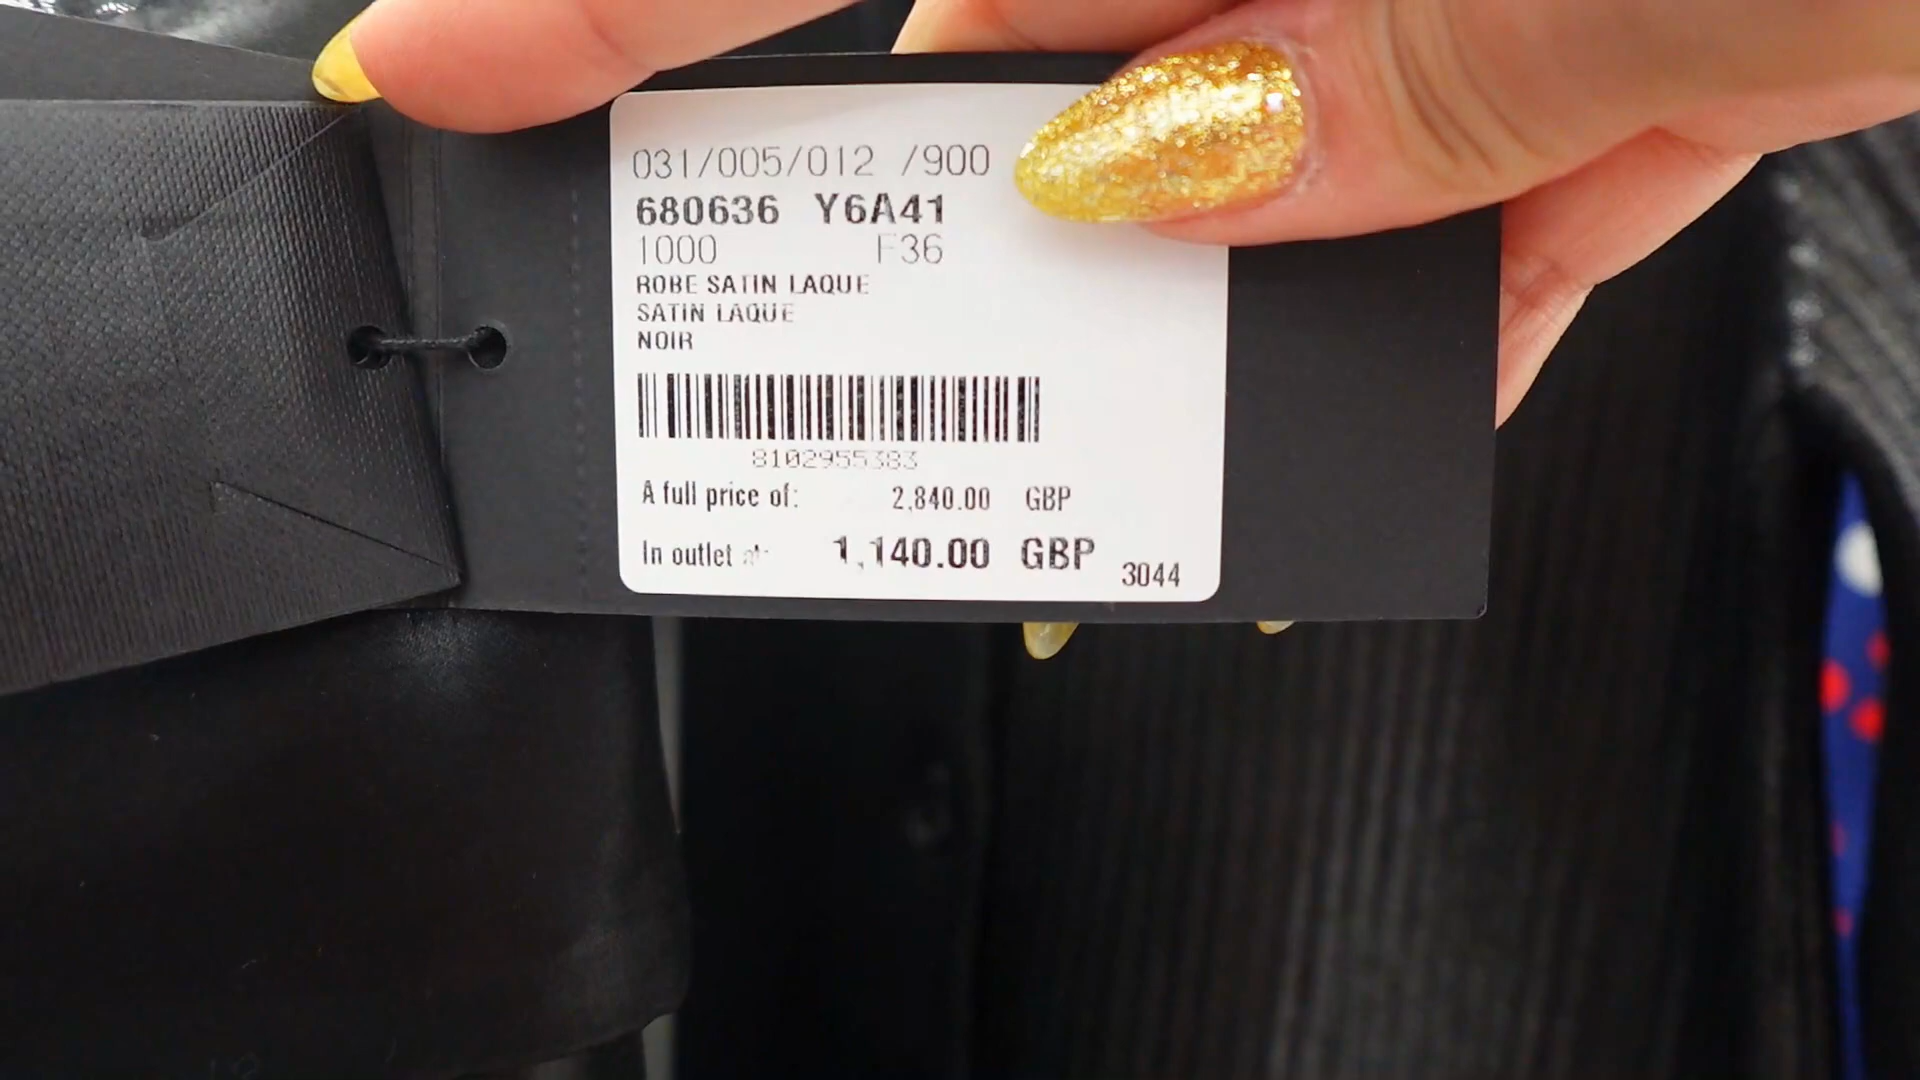 031/005/012 /900
680636 Y6A41
1000 F36
ROBE SATIN LAQUE
SATIN LAQUE
NOIR
8102955383
A full price of: 2,840.00 GBP
In outlet at: 1,140.00 GBP 3044